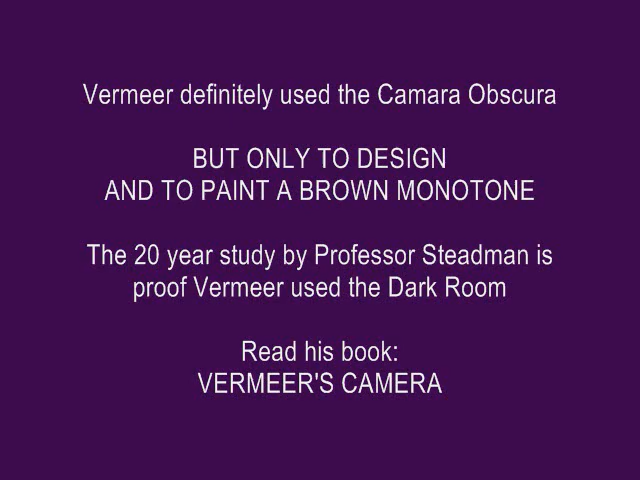 Vermeer definitely used the Camara Obscura
BUT ONLY TO DESIGN
AND TO PAINT A BROWN MONOTONE
The 20 year study by Professor Steadman is
proof Vermeer used the Dark Room
Read his book:
VERMEER'S CAMERA